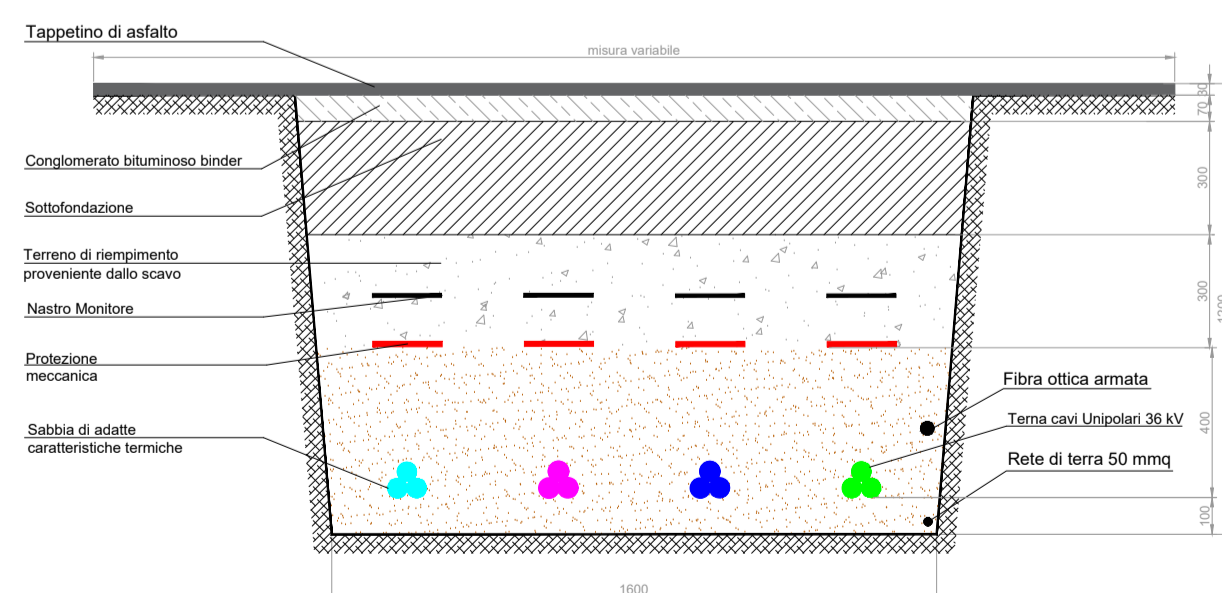 Tappetino di asfalto
misura variabile
30
70
Conglomerato bituminoso binder
300
Sottofondazione
Terreno di riempimento
proveniente dallo scavo
Nastro Monitore
300
Protezione
meccanica
Fibra ottica armata
Terna cavi Unipolari 36 kV
400
Sabbia di adatte
caratteristiche termiche
Rete di terra 50 mmq
100
1600